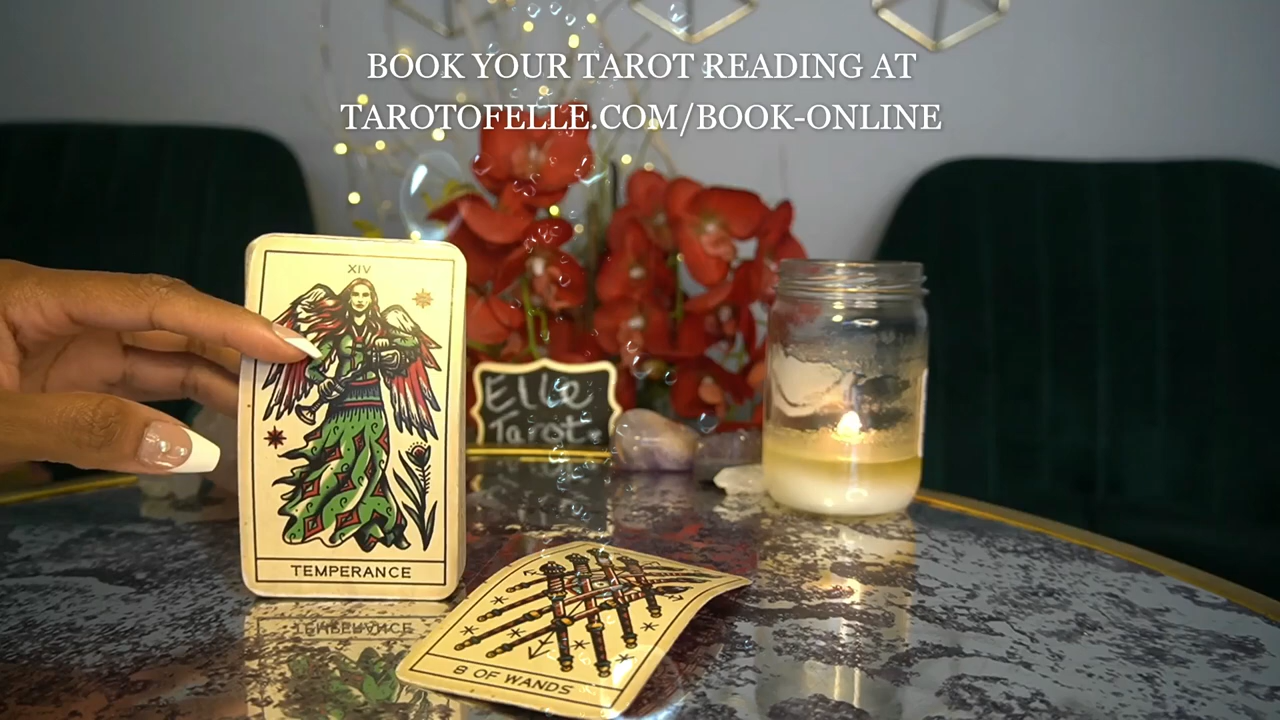 BOOK YOUR TAROT READING AT
TAROTOFELLE.COM/BOOK-ONLINE
XIV
TEMPERANCE
Elle
Tarot.
8 OF WANDS